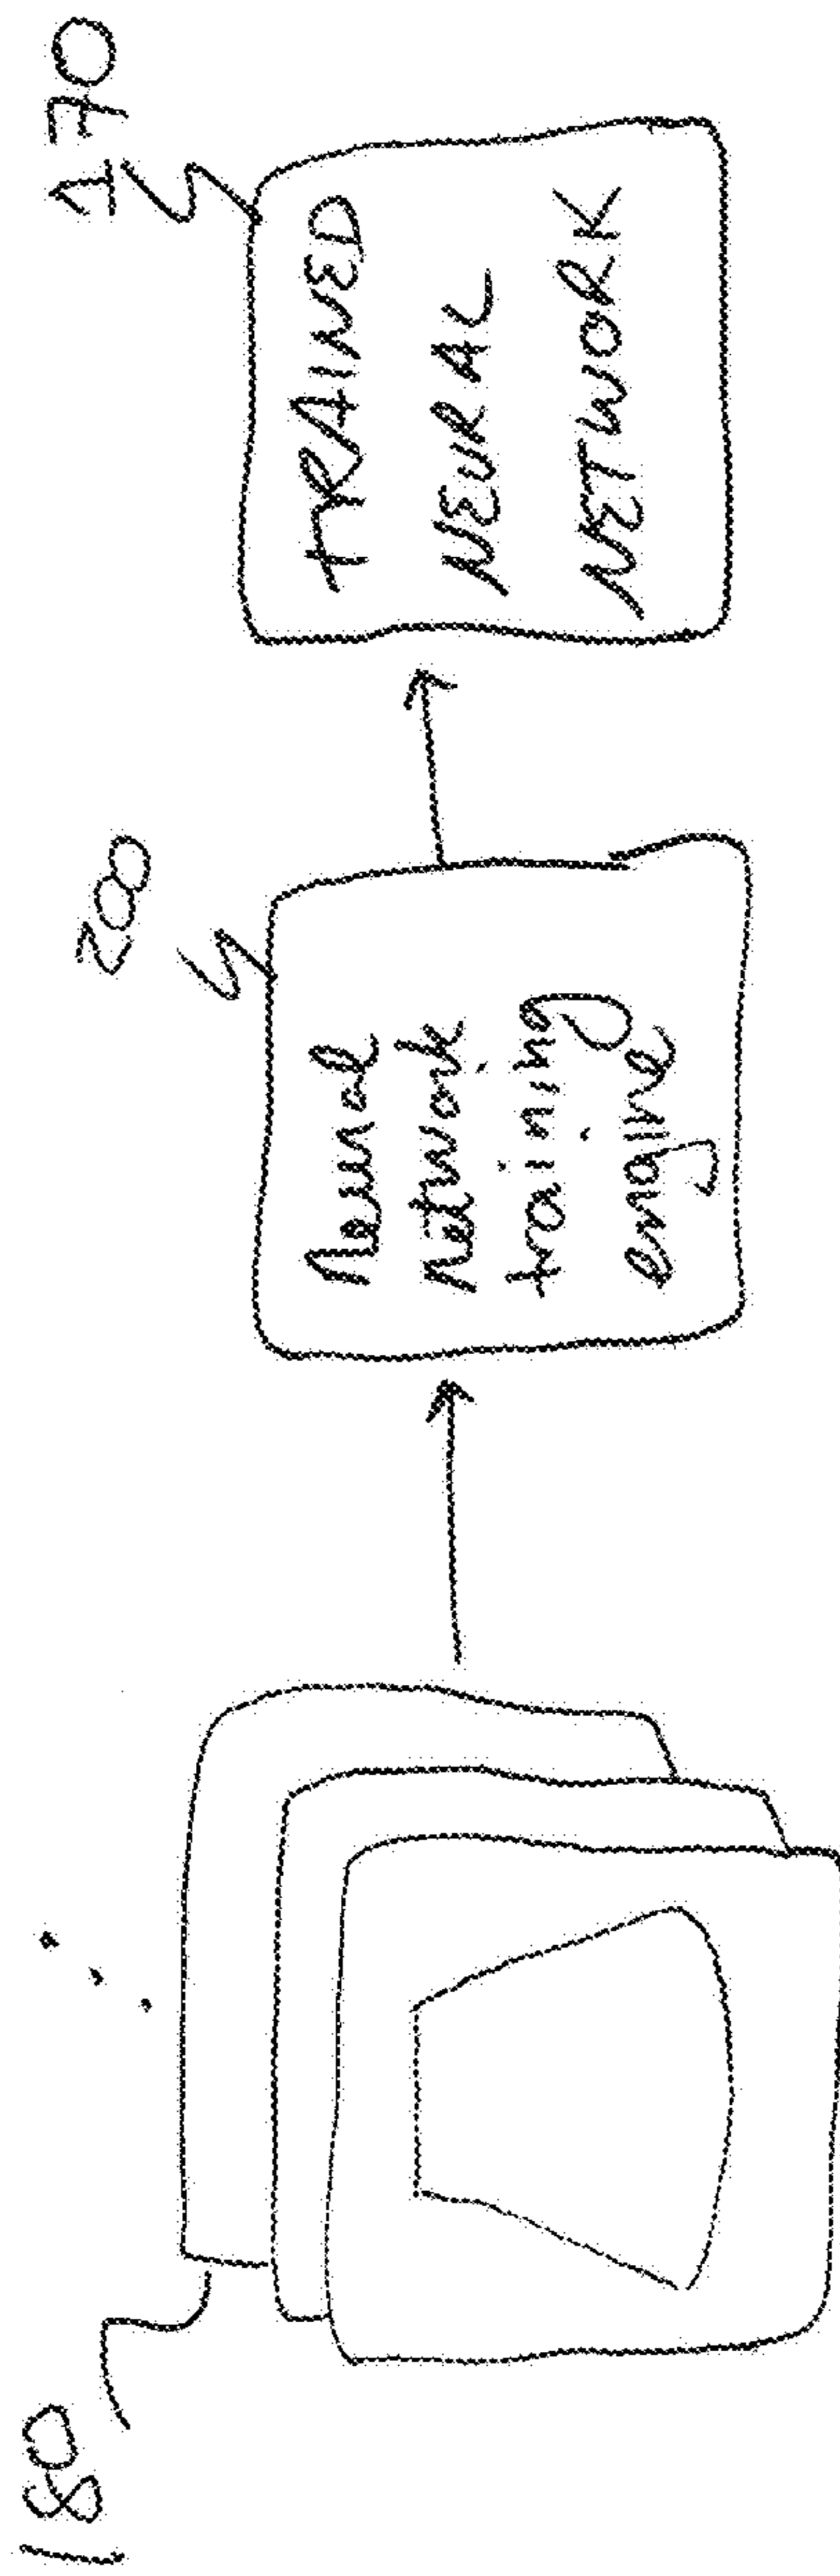 180
200
Neural
Network
training
engine
170
TRAINED
NEURAL
NETWORK